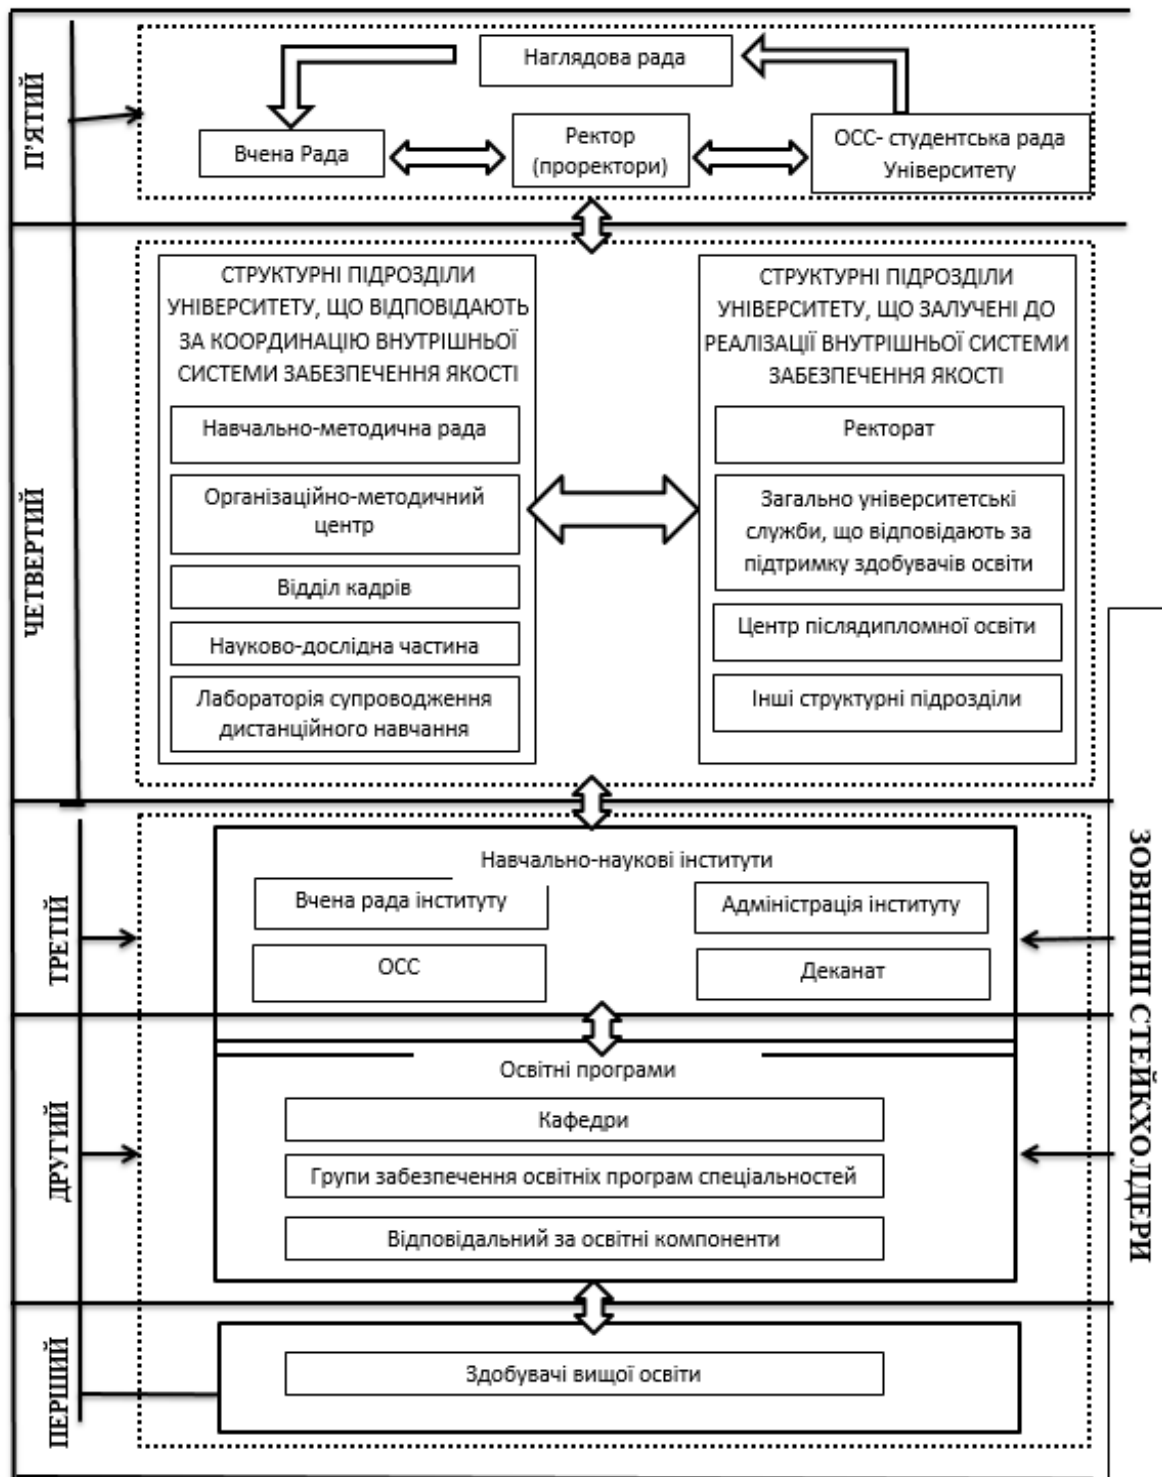 П'ЯТИЙ
Наглядова рада
Вчена Рада
Ректор
(проректори)
ОСС- студентська рада
Університету
ЧЕТВЕРТИЙ
СТРУКТУРНІ ПІДРОЗДІЛИ
УНІВЕРСИТЕТУ, ЩО ВІДПОВІДАЮТЬ
ЗА КООРДИНАЦІЮ ВНУТРІШНЬОЇ
СИСТЕМИ ЗАБЕЗПЕЧЕННЯ ЯКОСТІ
Навчально-методична рада
Організаційно-методичний
центр
Відділ кадрів
Науково-дослідна частина
Лабораторія супроводження
дистанційного навчання
СТРУКТУРНІ ПІДРОЗДІЛИ
УНІВЕРСИТЕТУ, ЩО ЗАЛУЧЕНІ ДО
РЕАЛІЗАЦІЇ ВНУТРІШНЬОЇ СИСТЕМИ
ЗАБЕЗПЕЧЕННЯ ЯКОСТІ
Ректорат
Загально університетські
служби, що відповідають за
підтримку здобувачів освіти
Центр післядипломної освіти
Інші структурні підрозділи
ТРЕТІЙ
Навчально-наукові інститути
Вчена рада інституту
Адміністрація інституту
ОСС
Деканат
ДРУГИЙ
Освітні програми
Кафедри
Групи забезпечення освітніх програм спеціальностей
Відповідальний за освітні компоненти
ПЕРШИЙ
Здобувачі вищої освіти
ЗОВНІШНІ СТЕЙКХОЛДЕРИ